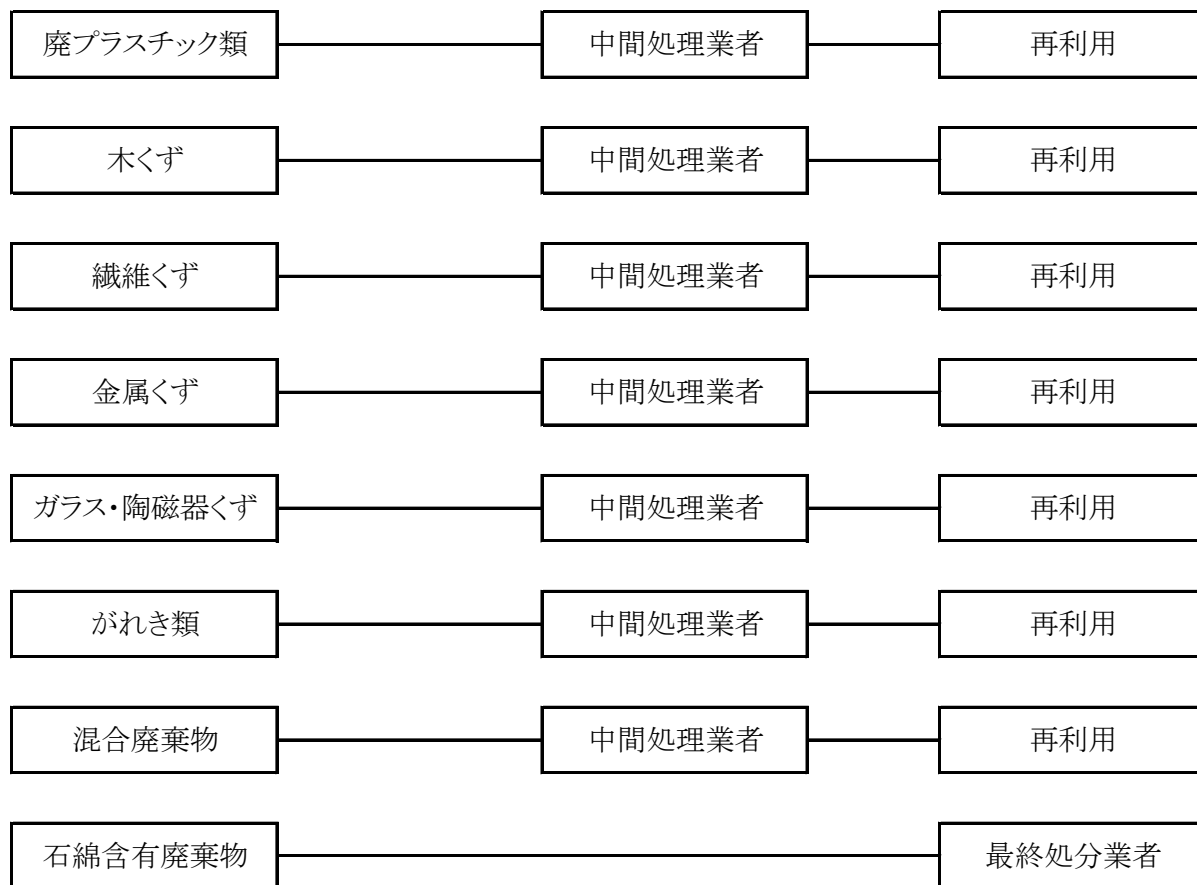 廃プラスチック類 中間処理業者 再利用
木くず 中間処理業者 再利用
繊維くず 中間処理業者 再利用
金属くず 中間処理業者 再利用
ガラス・陶磁器くず 中間処理業者 再利用
がれき類 中間処理業者 再利用
混合廃棄物 中間処理業者 再利用
石綿含有廃棄物 最終処分業者